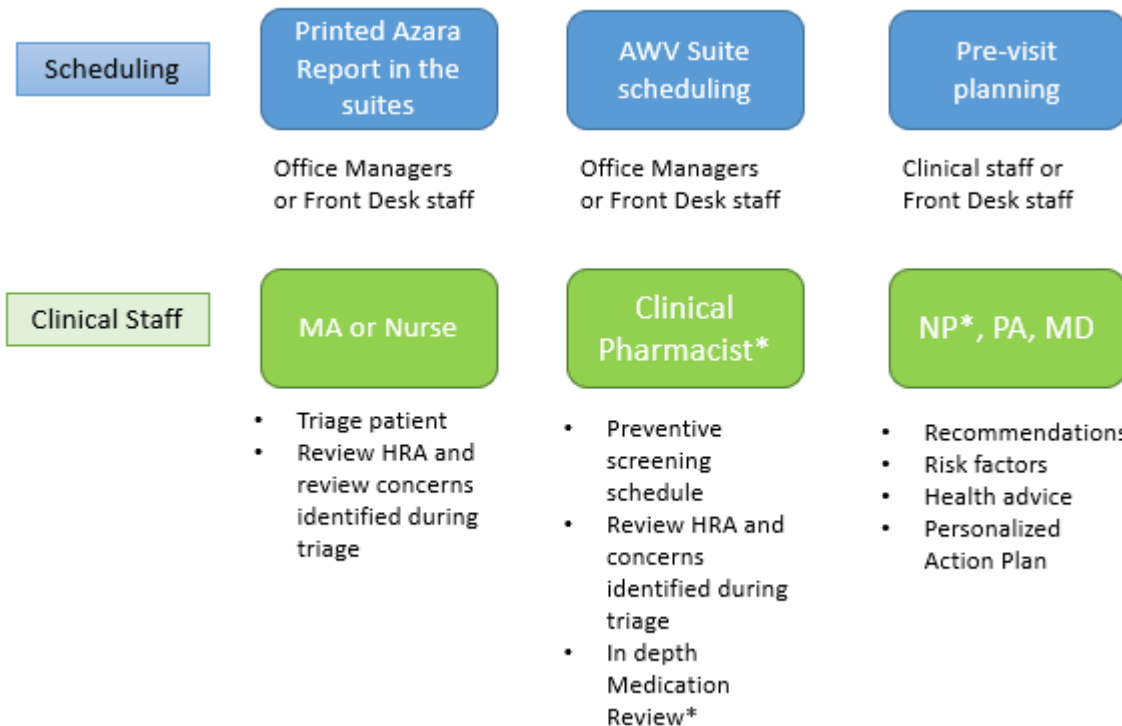 Scheduling
Printed Azara
Report in the
suites
AWV Suite
scheduling
Pre-visit
planning
Office Managers
or Front Desk staff
Office Managers
or Front Desk staff
Clinical staff or
Front Desk staff
Clinical Staff
MA or Nurse
Clinical
Pharmacist*
NP*, PA, MD
• Triage patient
• Review HRA and
review concerns
identified during
triage
• Preventive
screening
schedule
• Review HRA and
concerns
identified during
triage
• In depth
Medication
Review*
• Recommendations
• Risk factors
• Health advice
• Personalized
Action Plan